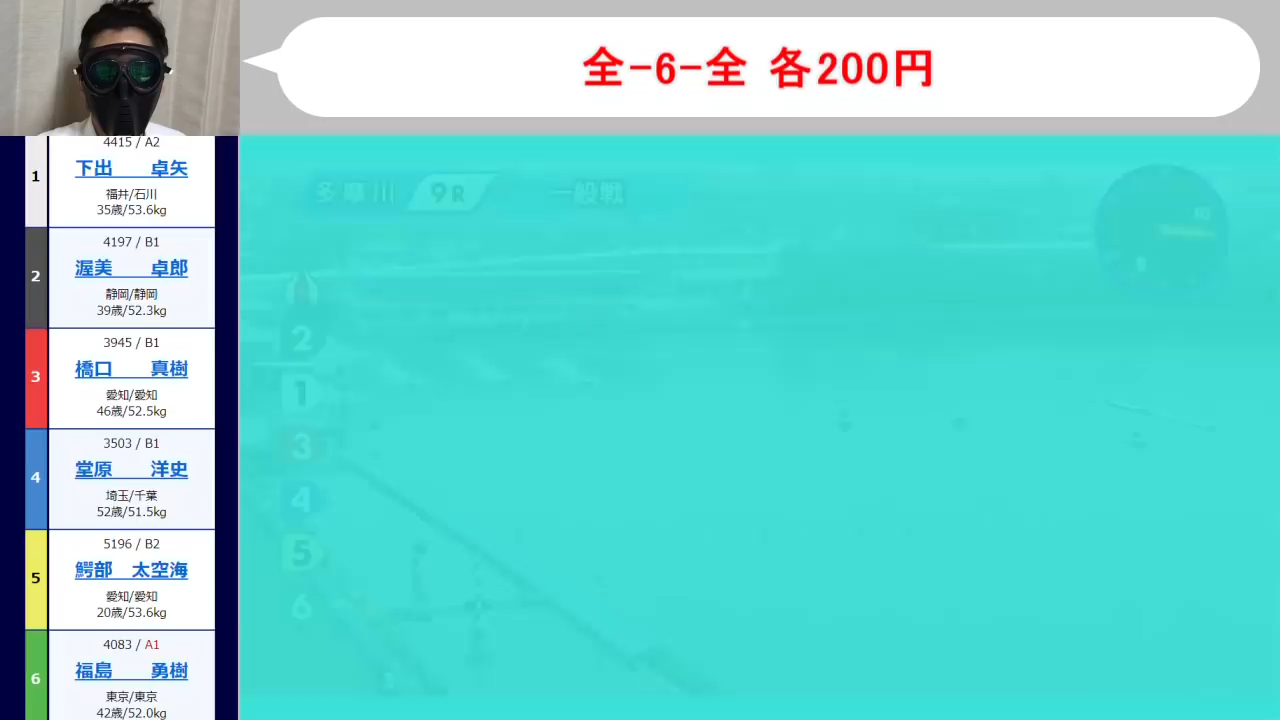 全-6-全 各200円
4415 / A2
1
下出 卓矢
福井/石川
35歳/53.6kg
4197 / B1
2
渥美 卓郎
静岡/静岡
39歳/52.3kg
3945 / B1
3
橋口 真樹
愛知/愛知
46歳/52.5kg
3503 / B1
4
堂原 洋史
埼玉/千葉
52歳/51.5kg
5196 / B2
5
鰐部 太空海
愛知/愛知
20歳/53.6kg
4083 / A1
6
福島 勇樹
東京/東京
42歳/52.0kg
多摩川 9R 一般戦
2
1
3
4
5
6